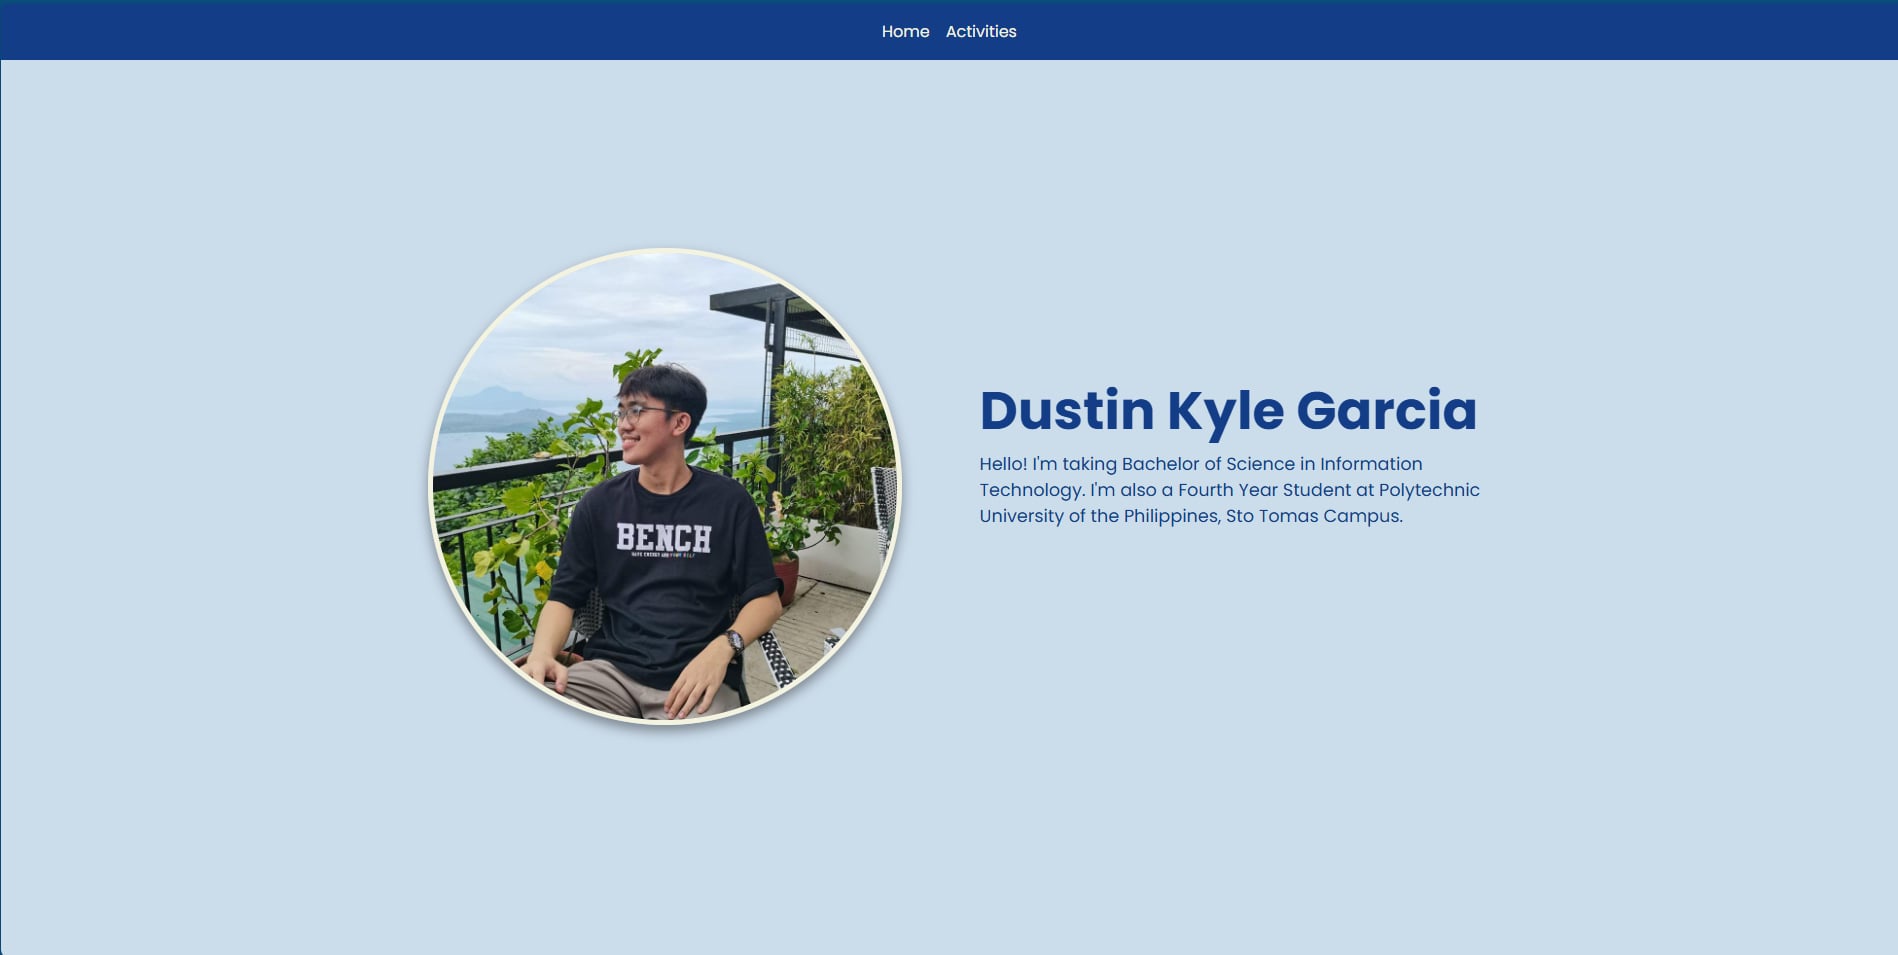 Home Activities
Dustin Kyle Garcia
Hello! I'm taking Bachelor of Science in Information
Technology. I'm also a Fourth Year Student at Polytechnic
University of the Philippines, Sto Tomas Campus.
BENCH